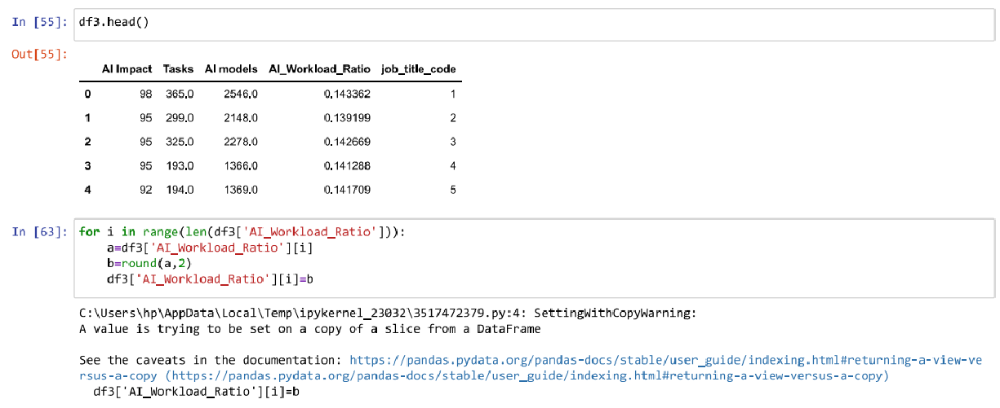 In [55]: df3.head()
Out[55]:
AI Impact Tasks AI models AI_Workload_Ratio job_title_code
0 98 365.0 2546.0 0.143362 1
1 95 299.0 2148.0 0.139199 2
2 95 325.0 2278.0 0.142669 3
3 95 193.0 1366.0 0.141288 4
4 92 194.0 1369.0 0.141709 5
In [63]: for i in range(len(df3['AI_Workload_Ratio'])):
    a=df3['AI_Workload_Ratio'][i]
    b=round(a,2)
    df3['AI_Workload_Ratio'][i]=b
C:\Users\hp\AppData\Local\Temp\ipykernel_23032\3517472379.py:4: SettingWithCopyWarning:
A value is trying to be set on a copy of a slice from a DataFrame
See the caveats in the documentation: https://pandas.pydata.org/pandas-docs/stable/user_guide/indexing.html#returning-a-view-ve
rsus-a-copy (https://pandas.pydata.org/pandas-docs/stable/user_guide/indexing.html#returning-a-view-versus-a-copy)
  df3['AI_Workload_Ratio'][i]=b